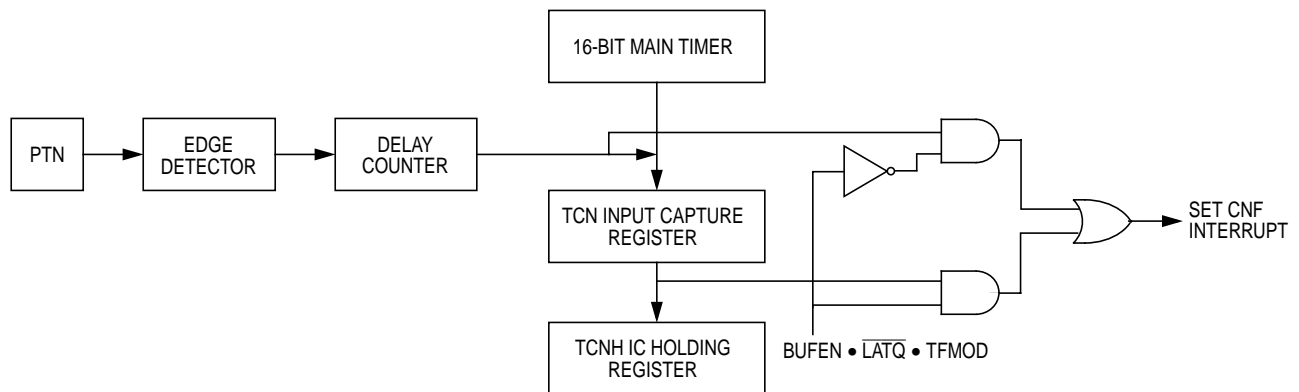 16-BIT MAIN TIMER
PTN
EDGE
DETECTOR
DELAY
COUNTER
TCN INPUT CAPTURE
REGISTER
SET CNF
INTERRUPT
TCNH IC HOLDING
REGISTER
BUFEN • L̅A̅T̅Q̅ • TFMOD